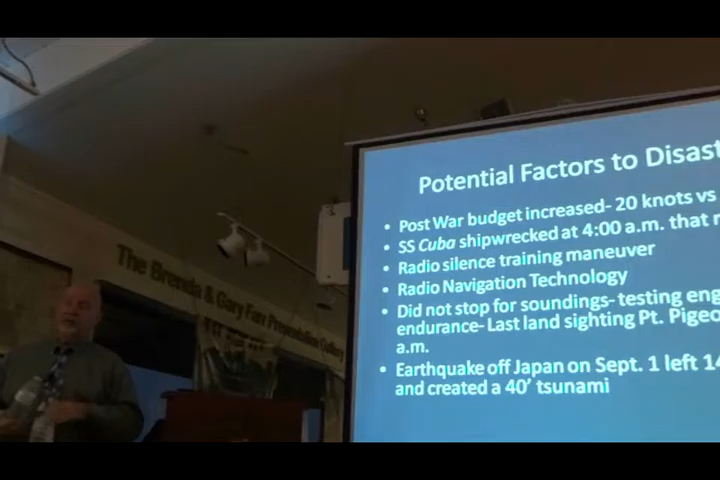 Potential Factors to Disast
• Post War budget increased- 20 knots vs
• SS Cuba shipwrecked at 4:00 a.m. that
• Radio silence training maneuver
• Radio Navigation Technology
• Did not stop for soundings- testing eng
endurance- Last land sighting Pt. Pigeo
a.m.
• Earthquake off Japan on Sept. 1 left 14
and created a 40' tsunami
The Brenda & Gary Farr Presentation Gallery